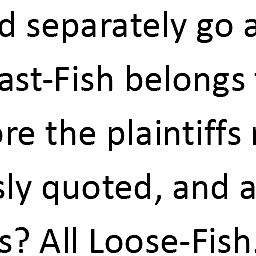 d separately go a
ast-Fish belongs
ore the plaintiffs
sly quoted, and a
s? All Loose-Fish.